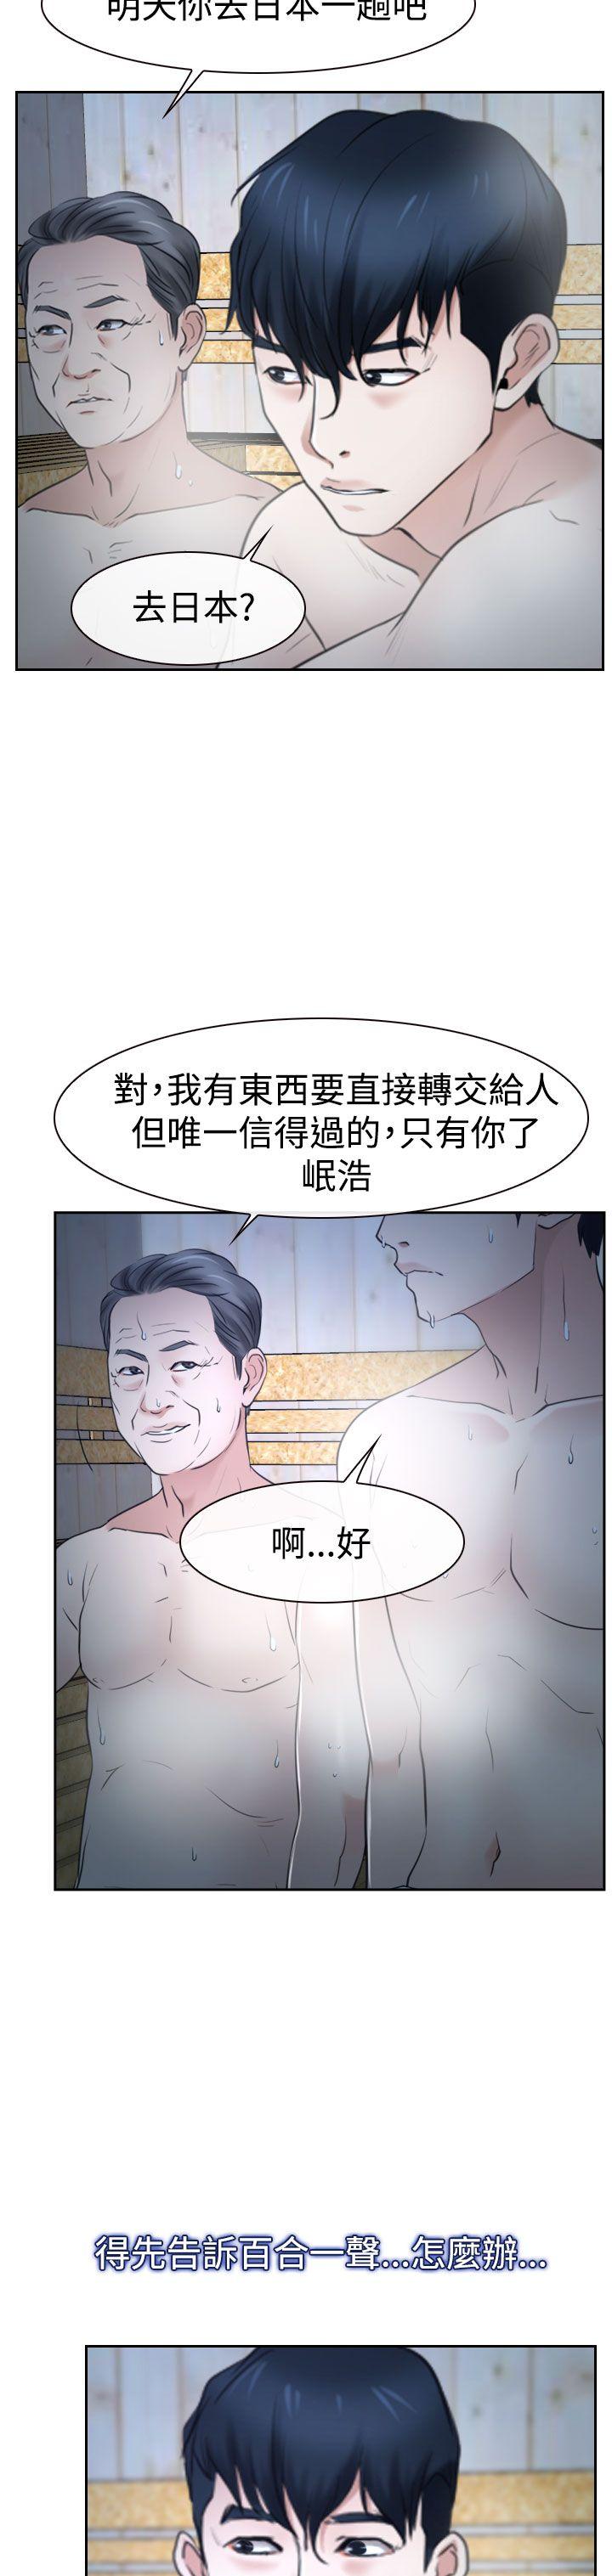 明天你去日本一趟吧
去日本?
對,我有東西要直接轉交給人
但唯一信得過的,只有你了
岷浩
啊...好
得先告訴百合一聲...怎麼辦...